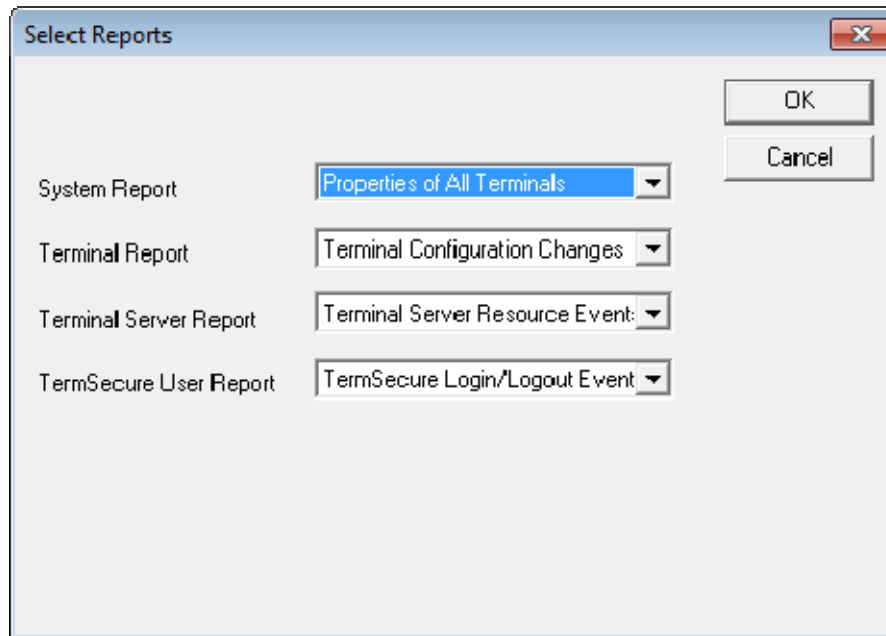 Select Reports
OK
Cancel
System Report
Properties of All Terminals
Terminal Report
Terminal Configuration Changes
Terminal Server Report
Terminal Server Resource Event
TermSecure User Report
TermSecure Login/Logout Event